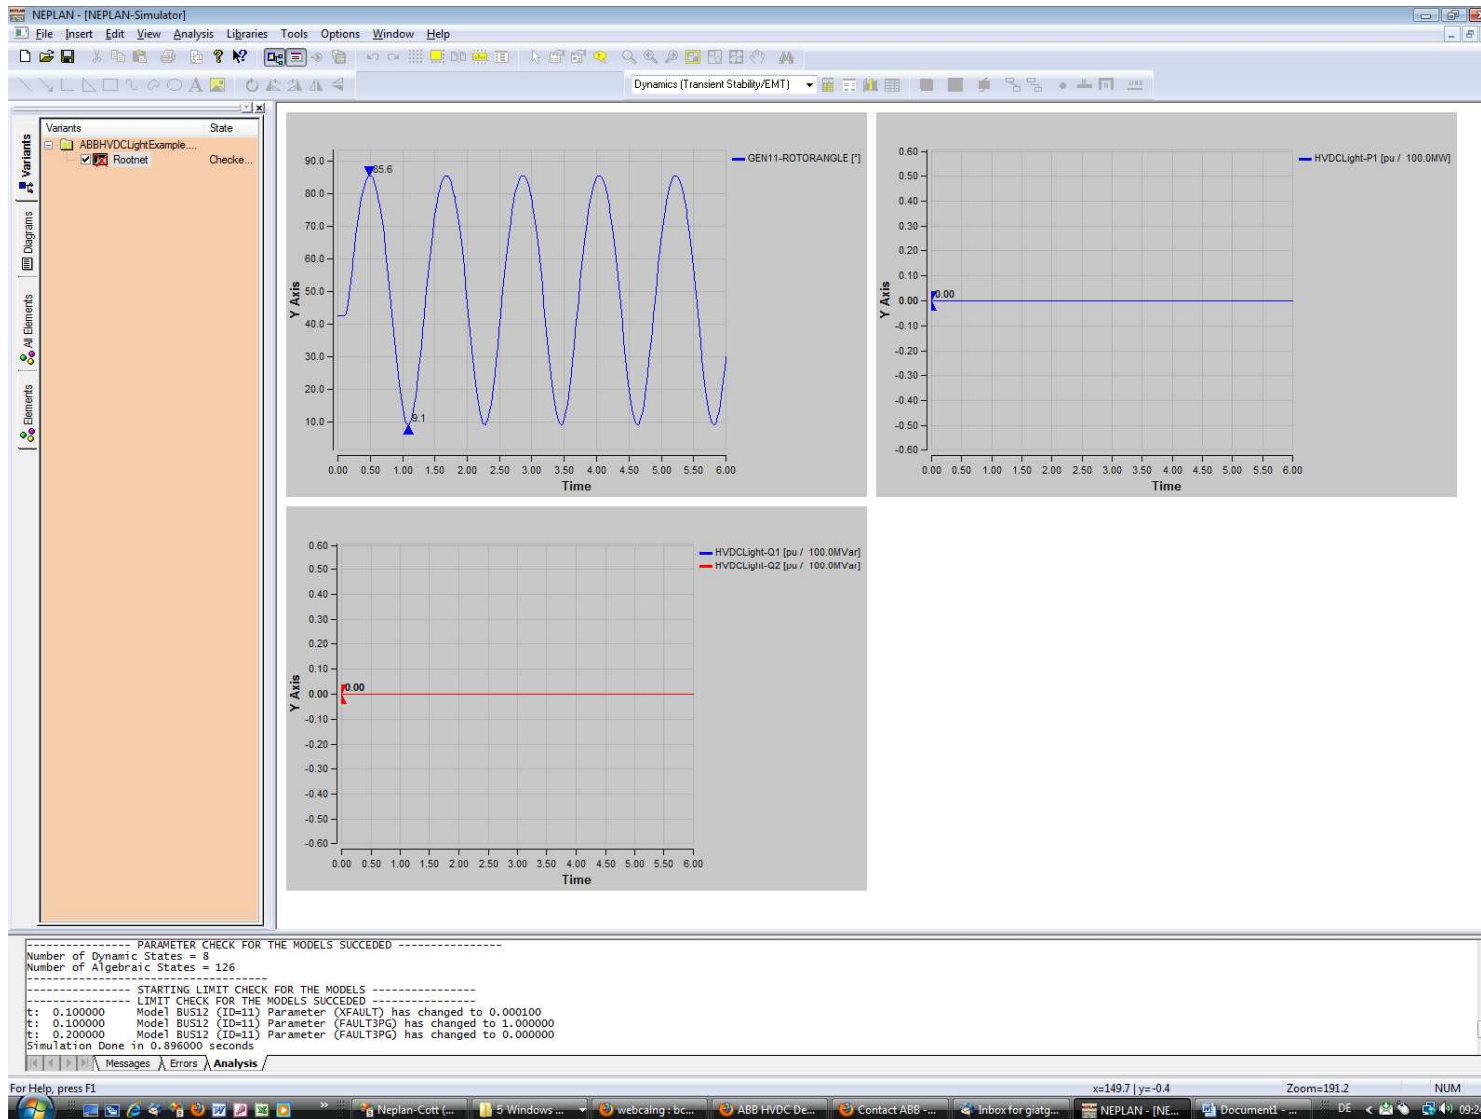 NEPLAN - [NEPLAN-Simulator]
File Insert Edit View Analysis Libraries Tools Options Window Help
Dynamics (Transient Stability/EMT)
Variants State
ABBHVDCLightExample....
Rootnet Checke...
Variants
Diagrams
All Elements
Elements
90.0
80.0
70.0
60.0
50.0
40.0
30.0
20.0
10.0
Y Axis
85.6
9.1
0.00 0.50 1.00 1.50 2.00 2.50 3.00 3.50 4.00 4.50 5.00 5.50 6.00
Time
GEN11-ROTORANGLE [°]
0.60
0.50
0.40
0.30
0.20
0.10
0.00
-0.10
-0.20
-0.30
-0.40
-0.50
-0.60
Y Axis
0.00
0.00 0.50 1.00 1.50 2.00 2.50 3.00 3.50 4.00 4.50 5.00 5.50 6.00
Time
HVDCLight-P1 [pu / 100.0MW]
0.60
0.50
0.40
0.30
0.20
0.10
0.00
-0.10
-0.20
-0.30
-0.40
-0.50
-0.60
Y Axis
0.00
0.00 0.50 1.00 1.50 2.00 2.50 3.00 3.50 4.00 4.50 5.00 5.50 6.00
Time
HVDCLight-Q1 [pu / 100.0MVar]
HVDCLight-Q2 [pu / 100.0MVar]
---------------- PARAMETER CHECK FOR THE MODELS SUCCEDED ----------------
Number of Dynamic States = 8
Number of Algebraic States = 126
-------------------------------------
---------------- STARTING LIMIT CHECK FOR THE MODELS ----------------
---------------- LIMIT CHECK FOR THE MODELS SUCCEDED ----------------
t: 0.100000 Model BUS12 (ID=11) Parameter (XFAULT) has changed to 0.000100
t: 0.100000 Model BUS12 (ID=11) Parameter (FAULT3PG) has changed to 1.000000
t: 0.200000 Model BUS12 (ID=11) Parameter (FAULT3PG) has changed to 0.000000
Simulation Done in 0.896000 seconds
Messages Errors Analysis
For Help, press F1 x=149.7 | y=-0.4 Zoom=191.2 NUM
Neplan-Cott (... 5 Windows ... webcalng : bc... ABB HVDC De... Contact ABB -... Inbox for giatg... NEPLAN - [NE... Document1 - ... DE